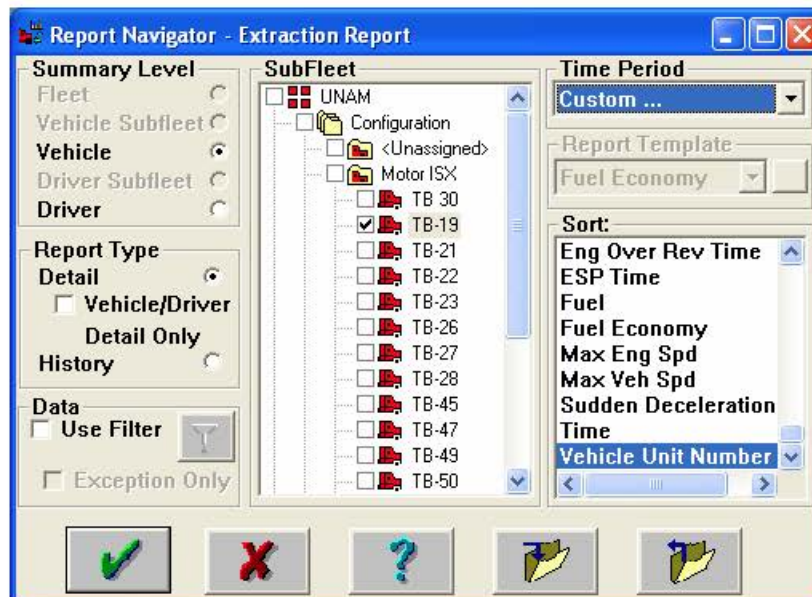 Report Navigator - Extraction Report
Summary Level
Fleet
Vehicle Subfleet
Vehicle
Driver Subfleet
Driver
Report Type
Detail
Vehicle/Driver
Detail Only
History
Data
Use Filter
Exception Only
SubFleet
UNAM
Configuration
<Unassigned>
Motor ISX
TB 30
TB-19
TB-21
TB-22
TB-23
TB-26
TB-27
TB-28
TB-45
TB-47
TB-49
TB-50
Time Period
Custom ...
Report Template
Fuel Economy
Sort:
Eng Over Rev Time
ESP Time
Fuel
Fuel Economy
Max Eng Spd
Max Veh Spd
Sudden Deceleration
Time
Vehicle Unit Number